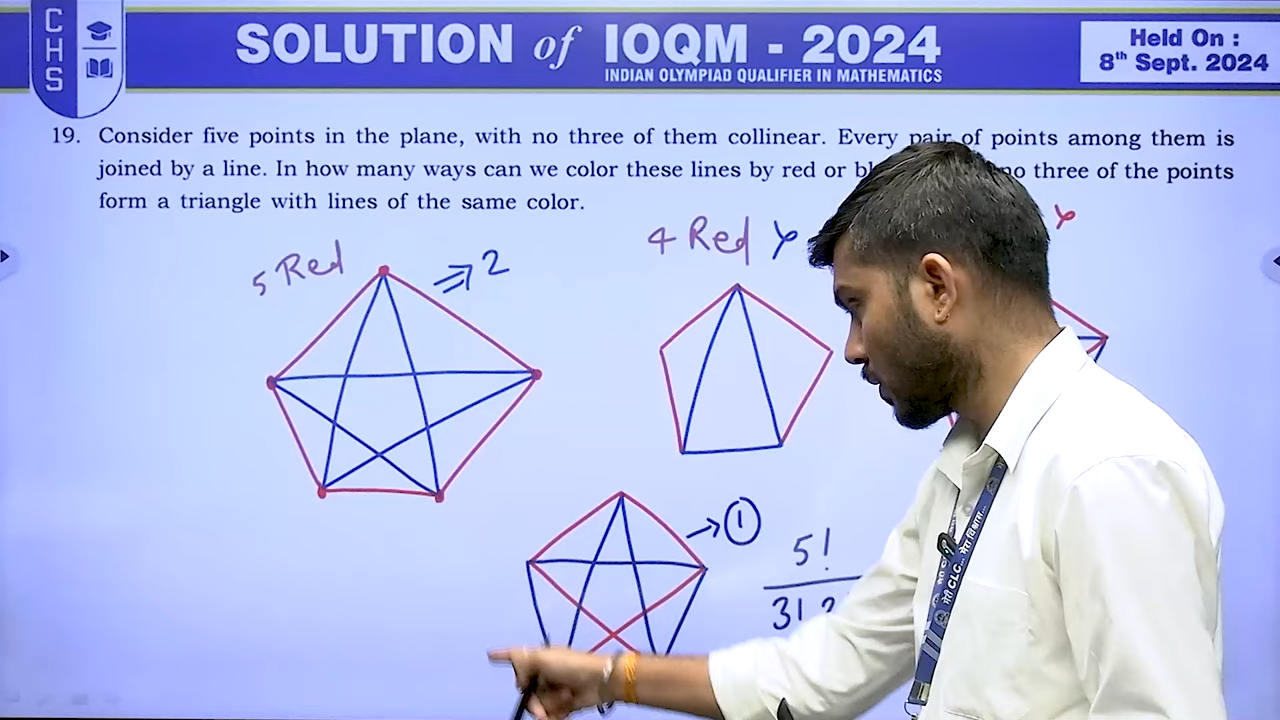 CHS
SOLUTION of IOQM - 2024
INDIAN OLYMPIAD QUALIFIER IN MATHEMATICS
Held On :
8th Sept. 2024
19. Consider five points in the plane, with no three of them collinear. Every pair of points among them is
joined by a line. In how many ways can we color these lines by red or no three of the points
form a triangle with lines of the same color.
5 Red ⇒ 2
4 Red
→ 1
5!
3! 2
CLC